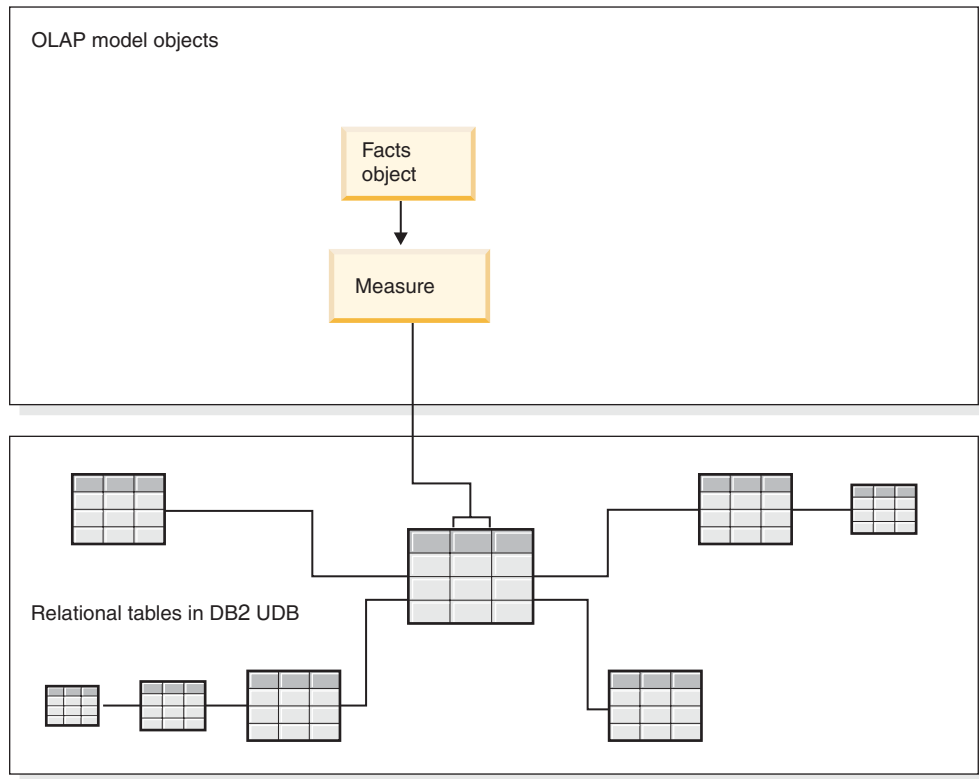 OLAP model objects
Facts
object
Measure
Relational tables in DB2 UDB